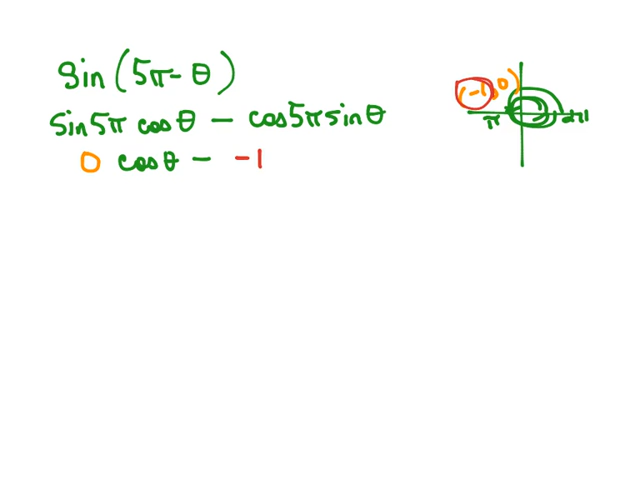 sin(5π-θ)
sin5π cosθ - cos5π sinθ
0 cosθ - -1
(-1,0)
π 2π